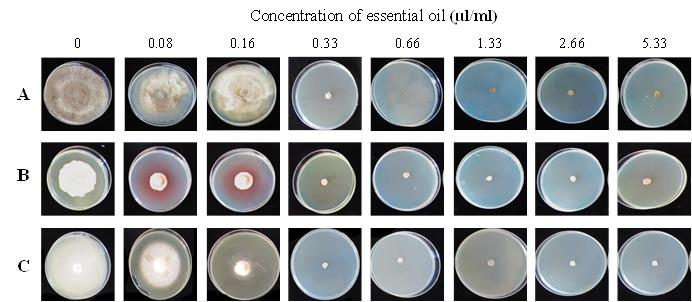 Concentration of essential oil (µl/ml)
0 0.08 0.16 0.33 0.66 1.33 2.66 5.33
A
B
C